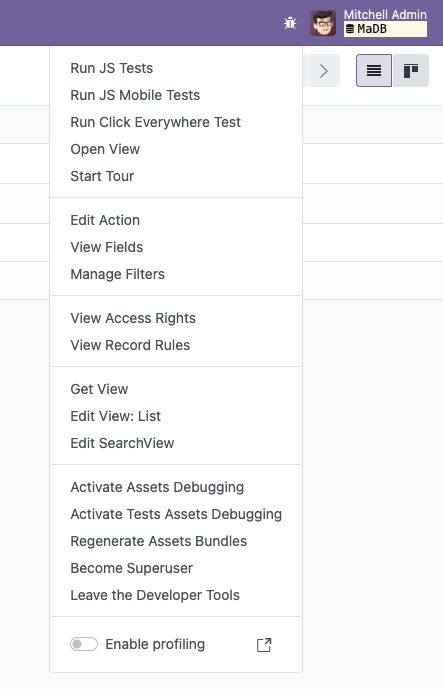 Mitchell Admin
MaDB
Run JS Tests
Run JS Mobile Tests
Run Click Everywhere Test
Open View
Start Tour
Edit Action
View Fields
Manage Filters
View Access Rights
View Record Rules
Get View
Edit View: List
Edit SearchView
Activate Assets Debugging
Activate Tests Assets Debugging
Regenerate Assets Bundles
Become Superuser
Leave the Developer Tools
Enable profiling